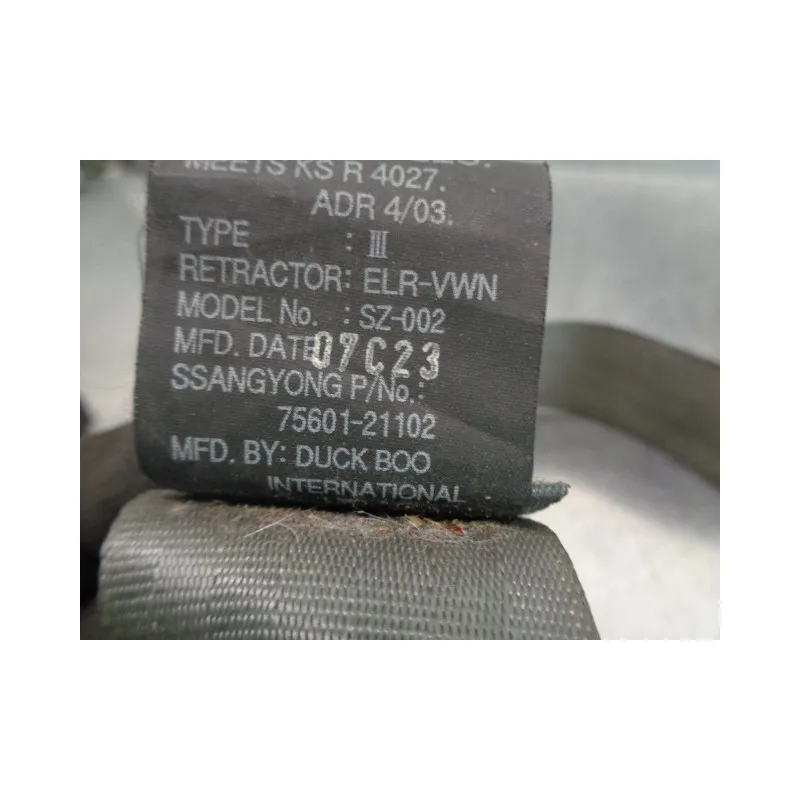 MEETS KS R 4027.
ADR 4/03.
TYPE : III
RETRACTOR: ELR-VWN
MODEL No. : SZ-002
MFD. DATE 07C23
SSANGYONG P/No.:
75601-21102
MFD. BY: DUCK BOO
INTERNATIONAL